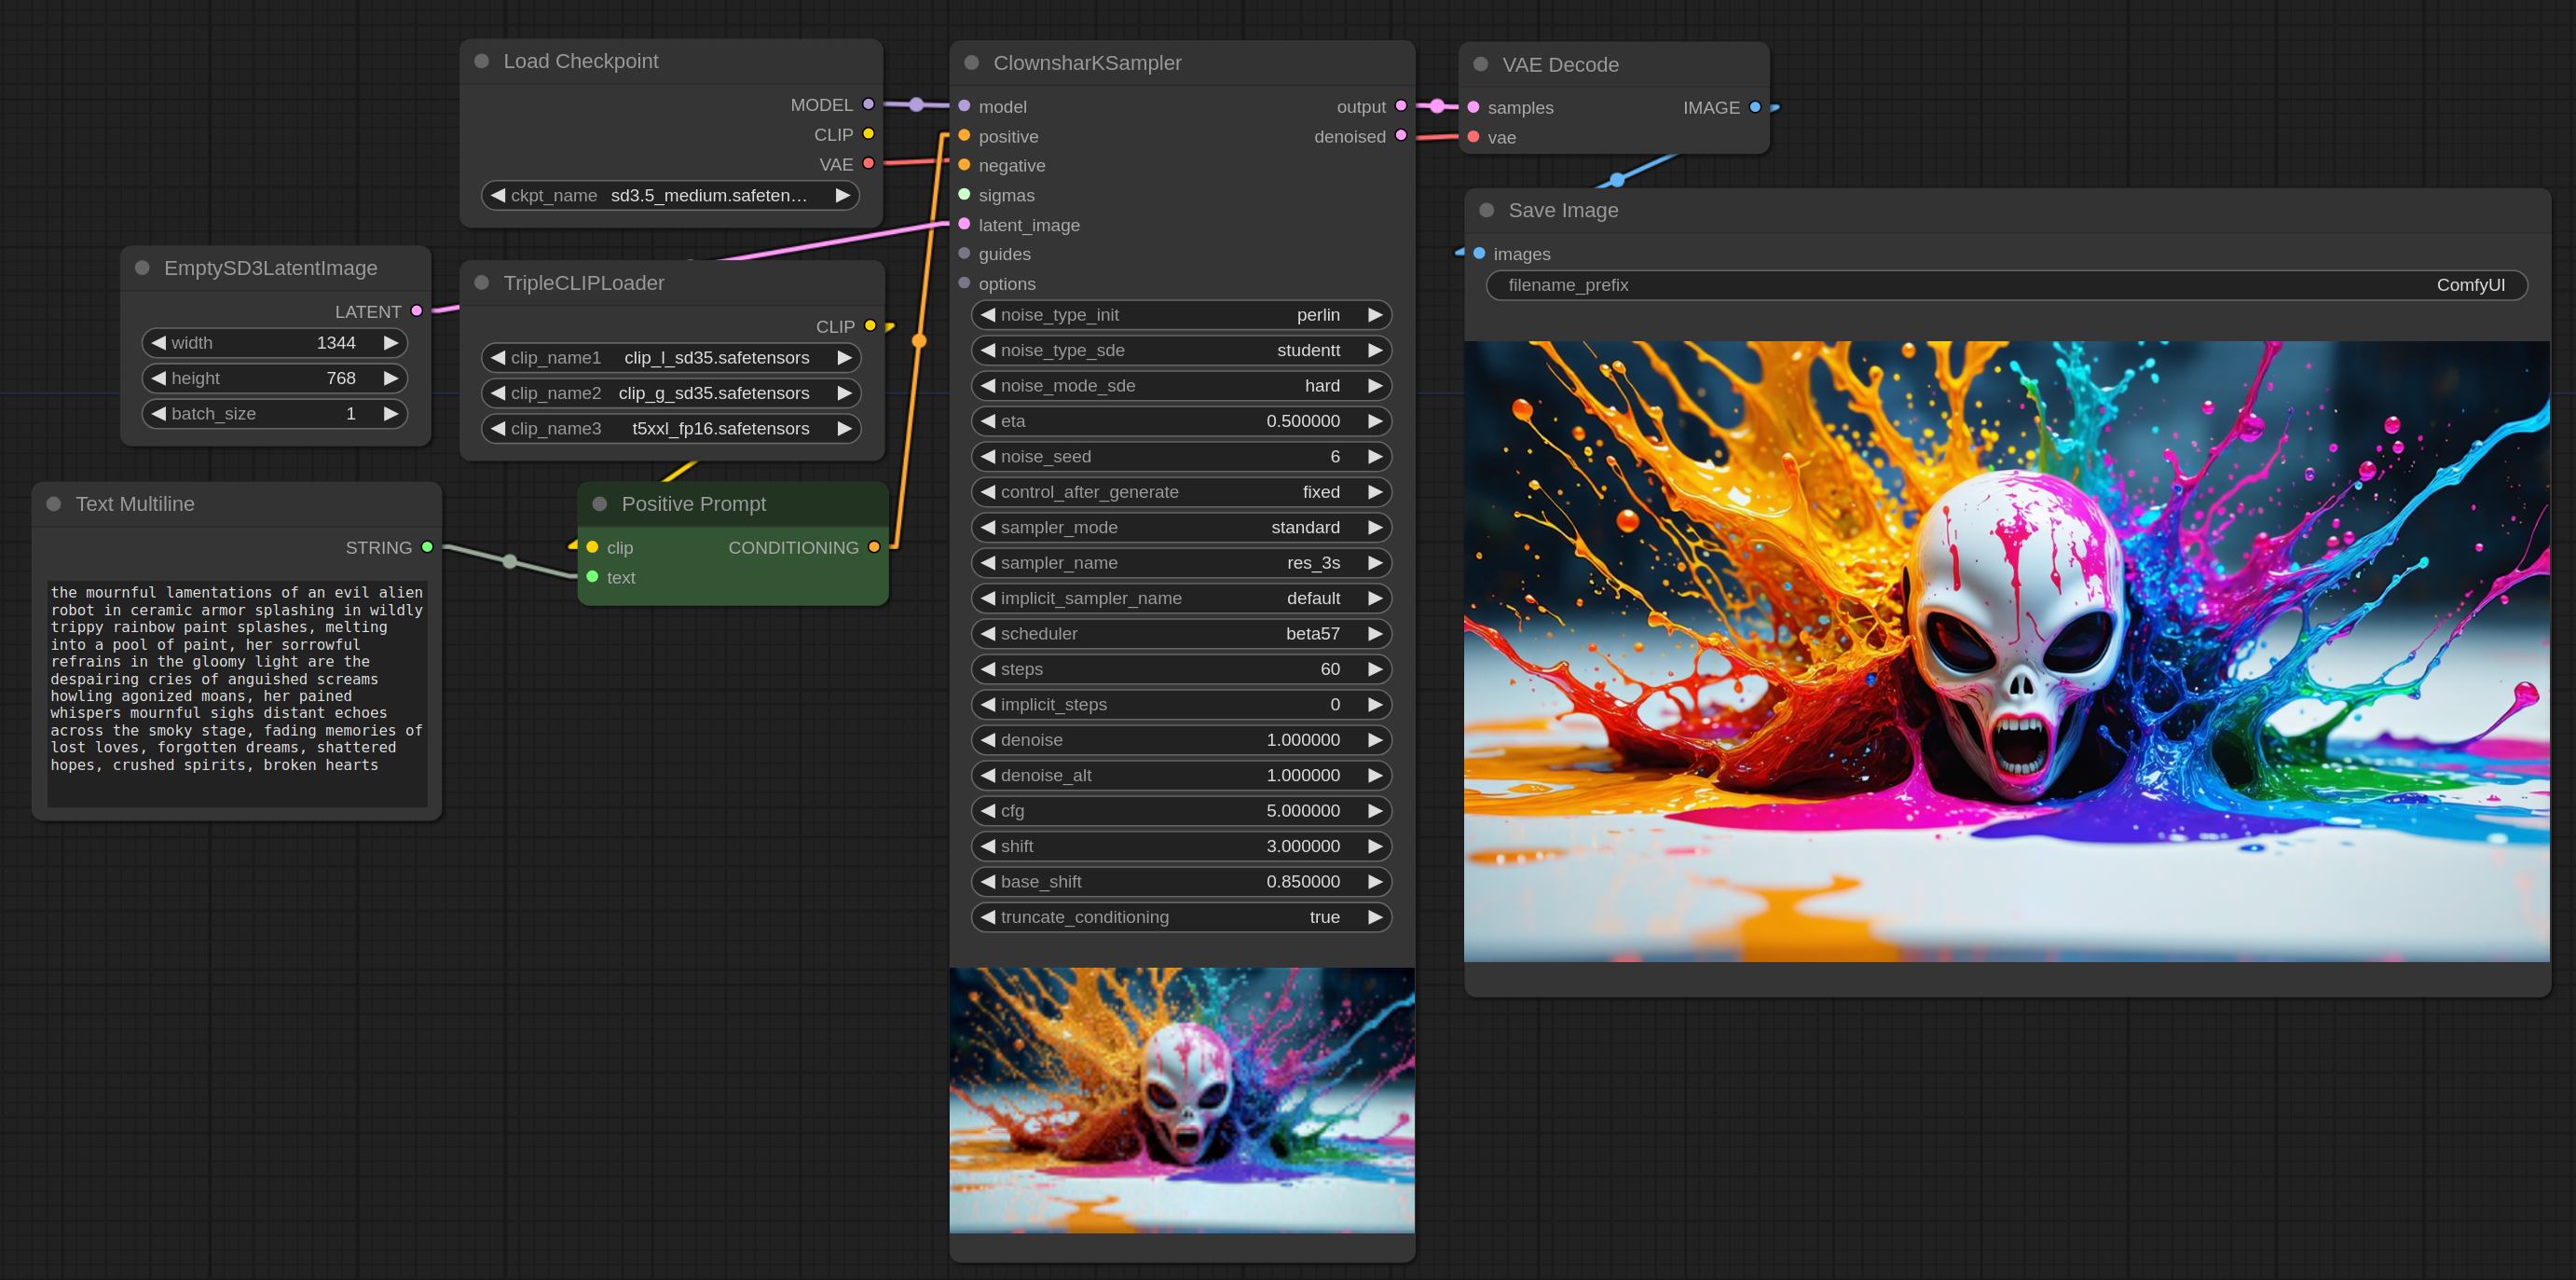 Load Checkpoint
MODEL
CLIP
VAE
ckpt_name sd3.5_medium.safeten…
EmptySD3LatentImage
LATENT
width 1344
height 768
batch_size 1
TripleCLIPLoader
CLIP
clip_name1 clip_l_sd35.safetensors
clip_name2 clip_g_sd35.safetensors
clip_name3 t5xxl_fp16.safetensors
Text Multiline
STRING
the mournful lamentations of an evil alien
robot in ceramic armor splashing in wildly
trippy rainbow paint splashes, melting
into a pool of paint, her sorrowful
refrains in the gloomy light are the
despairing cries of anguished screams
howling agonized moans, her pained
whispers mournful sighs distant echoes
across the smoky stage, fading memories of
lost loves, forgotten dreams, shattered
hopes, crushed spirits, broken hearts
Positive Prompt
clip CONDITIONING
text
ClownsharKSampler
model output
positive denoised
negative
sigmas
latent_image
guides
options
noise_type_init perlin
noise_type_sde studentt
noise_mode_sde hard
eta 0.500000
noise_seed 6
control_after_generate fixed
sampler_mode standard
sampler_name res_3s
implicit_sampler_name default
scheduler beta57
steps 60
implicit_steps 0
denoise 1.000000
denoise_alt 1.000000
cfg 5.000000
shift 3.000000
base_shift 0.850000
truncate_conditioning true
VAE Decode
samples IMAGE
vae
Save Image
images
filename_prefix ComfyUI